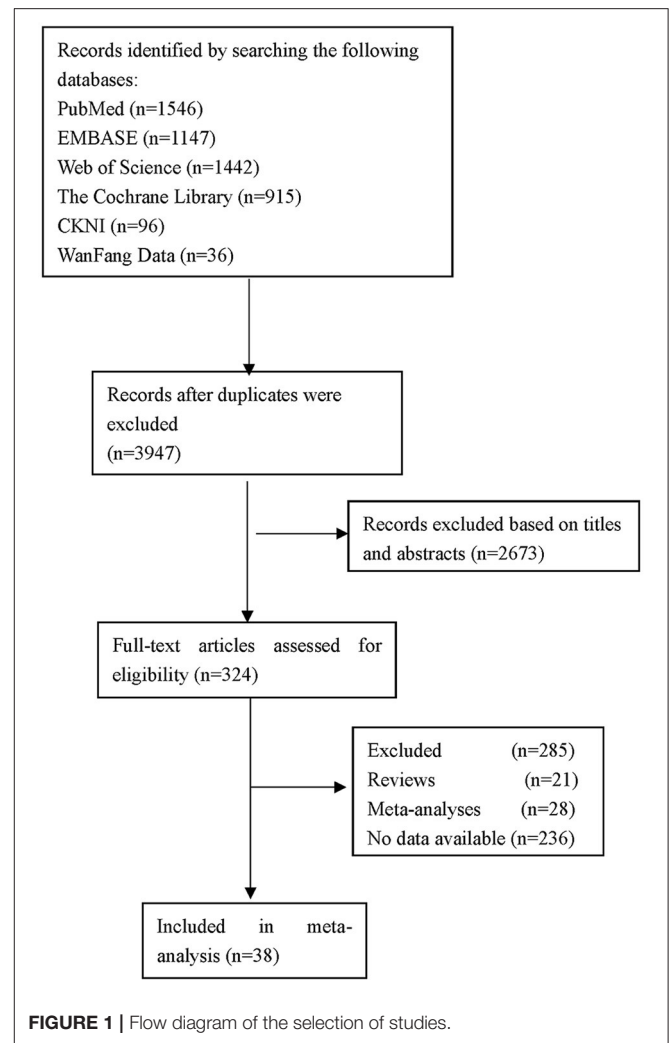 Records identified by searching the following
databases:
PubMed (n=1546)
EMBASE (n=1147)
Web of Science (n=1442)
The Cochrane Library (n=915)
CKNI (n=96)
WanFang Data (n=36)
Records after duplicates were
excluded
(n=3947)
Records excluded based on titles
and abstracts (n=2673)
Full-text articles assessed for
eligibility (n=324)
Excluded (n=285)
Reviews (n=21)
Meta-analyses (n=28)
No data available (n=236)
Included in meta-
analysis (n=38)
FIGURE 1 | Flow diagram of the selection of studies.